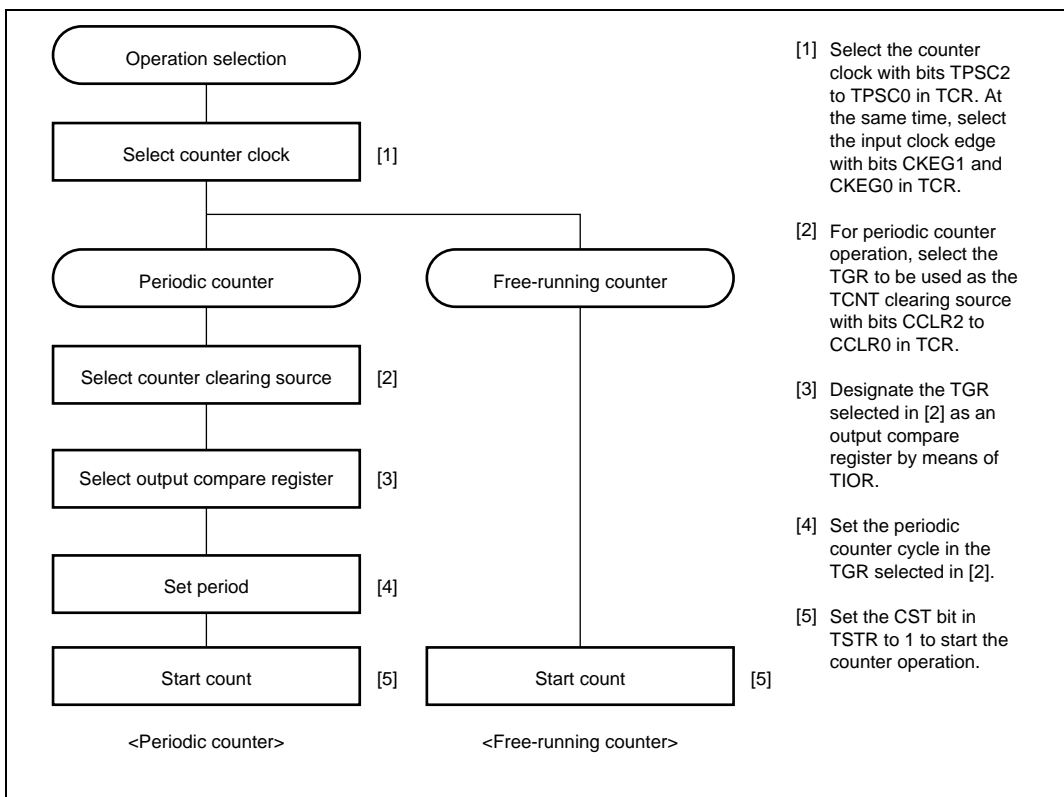 Operation selection
Select counter clock [1]
Periodic counter
Free-running counter
Select counter clearing source [2]
Select output compare register [3]
Set period [4]
Start count [5]
Start count [5]
<Periodic counter>
<Free-running counter>
[1] Select the counter
clock with bits TPSC2
to TPSC0 in TCR. At
the same time, select
the input clock edge
with bits CKEG1 and
CKEG0 in TCR.
[2] For periodic counter
operation, select the
TGR to be used as the
TCNT clearing source
with bits CCLR2 to
CCLR0 in TCR.
[3] Designate the TGR
selected in [2] as an
output compare
register by means of
TIOR.
[4] Set the periodic
counter cycle in the
TGR selected in [2].
[5] Set the CST bit in
TSTR to 1 to start the
counter operation.